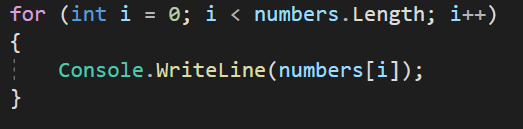 for (int i = 0; i < numbers.Length; i++)
{
    Console.WriteLine(numbers[i]);
}